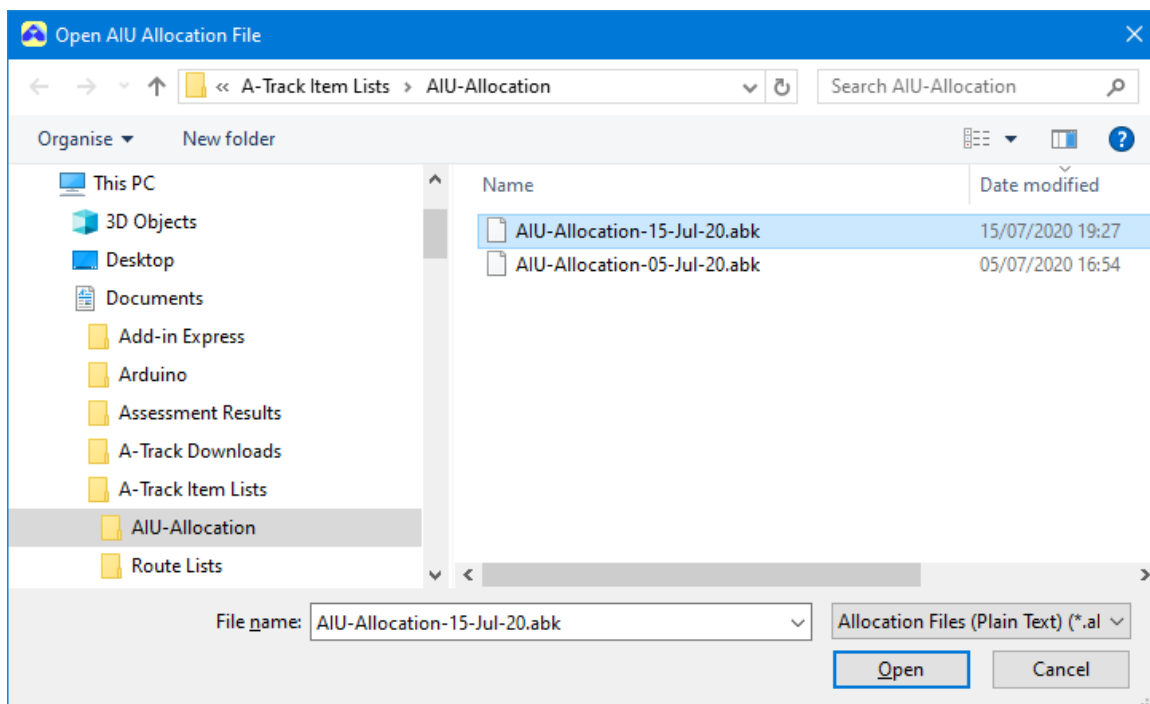 Open AIU Allocation File
« A-Track Item Lists > AIU-Allocation
Search AIU-Allocation
Organise
New folder
?
This PC
3D Objects
Desktop
Documents
Add-in Express
Arduino
Assessment Results
A-Track Downloads
A-Track Item Lists
AIU-Allocation
Route Lists
Name Date modified
AIU-Allocation-15-Jul-20.abk 15/07/2020 19:27
AIU-Allocation-05-Jul-20.abk 05/07/2020 16:54
File name: AIU-Allocation-15-Jul-20.abk
Allocation Files (Plain Text) (*.al
Open Cancel